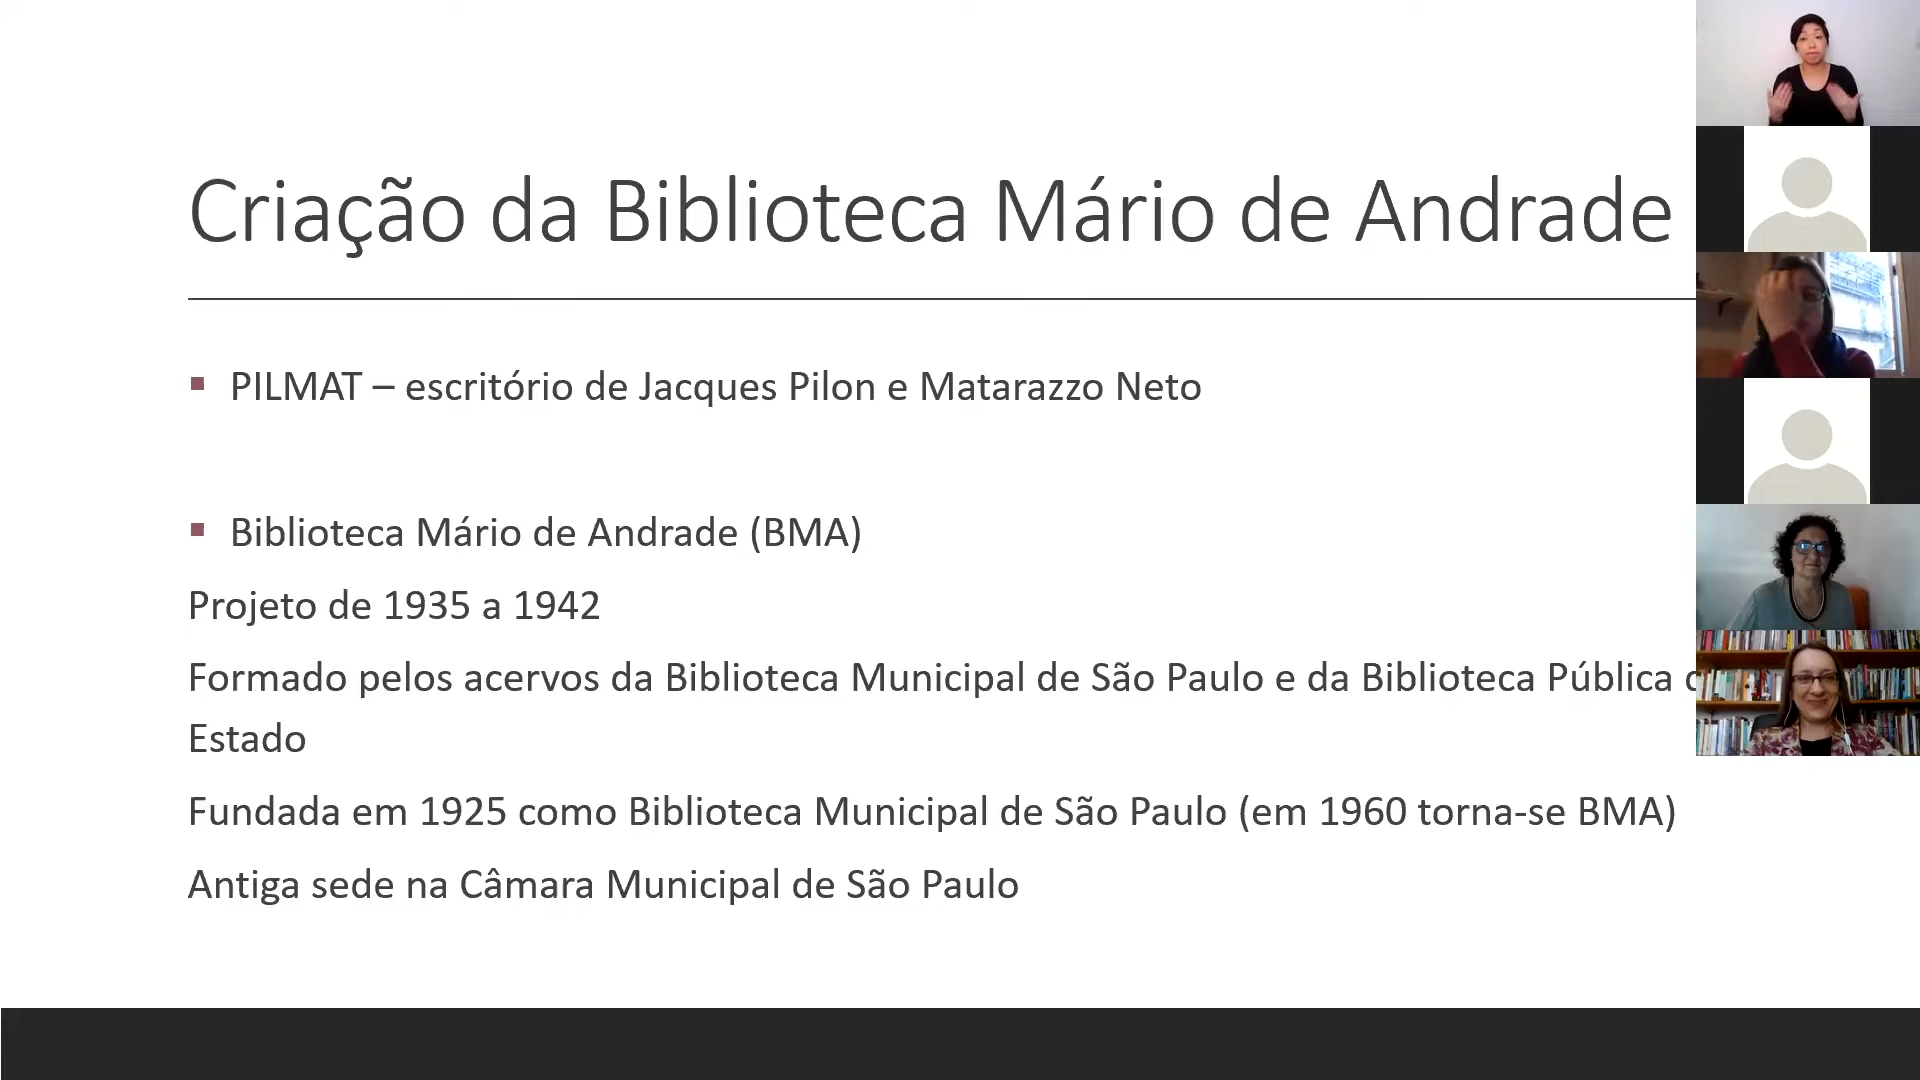 Criação da Biblioteca Mário de Andrade
▪ PILMAT – escritório de Jacques Pilon e Matarazzo Neto
▪ Biblioteca Mário de Andrade (BMA)
Projeto de 1935 a 1942
Formado pelos acervos da Biblioteca Municipal de São Paulo e da Biblioteca Pública
Estado
Fundada em 1925 como Biblioteca Municipal de São Paulo (em 1960 torna-se BMA)
Antiga sede na Câmara Municipal de São Paulo